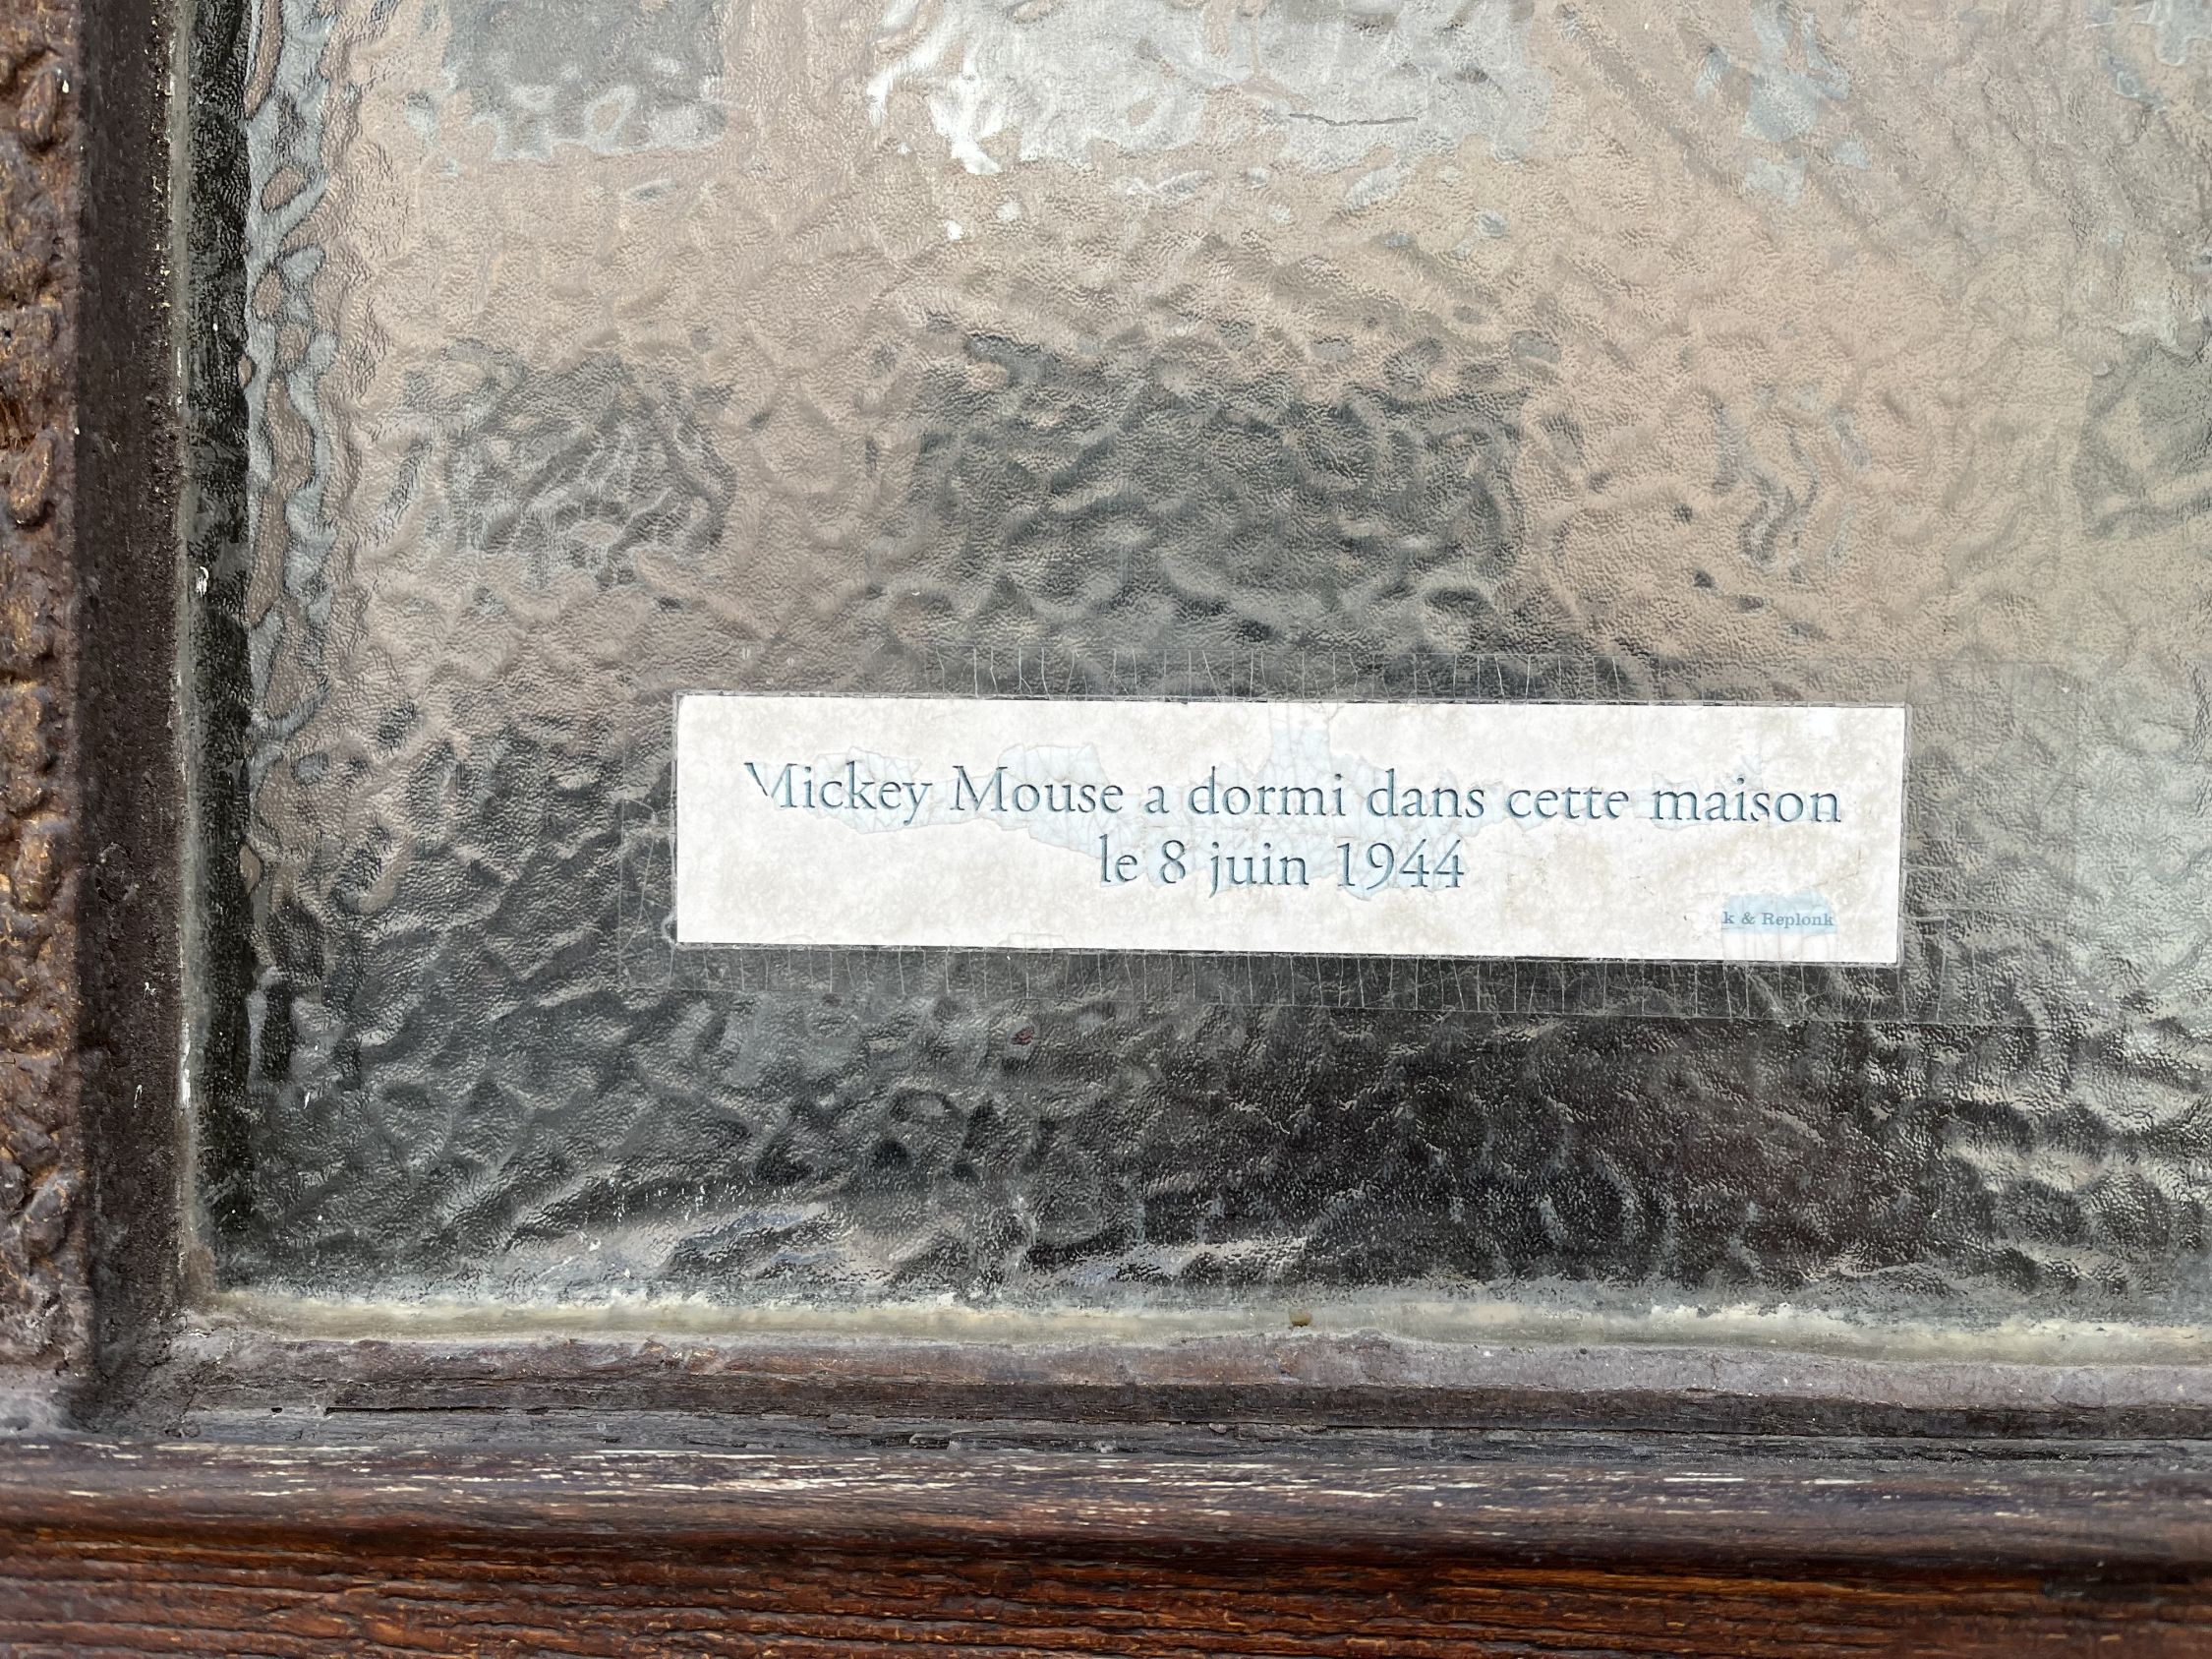 Mickey Mouse a dormi dans cette maison
le 8 juin 1944
k & Replonk